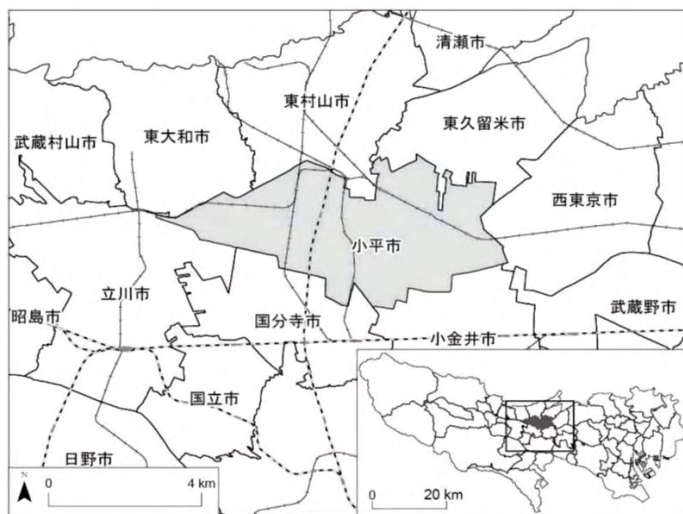 清瀬市
東村山市
東久留米市
東大和市
武蔵村山市
西東京市
小平市
立川市
武蔵野市
昭島市
国分寺市
小金井市
国立市
日野市
N
0 4 km
0 20 km